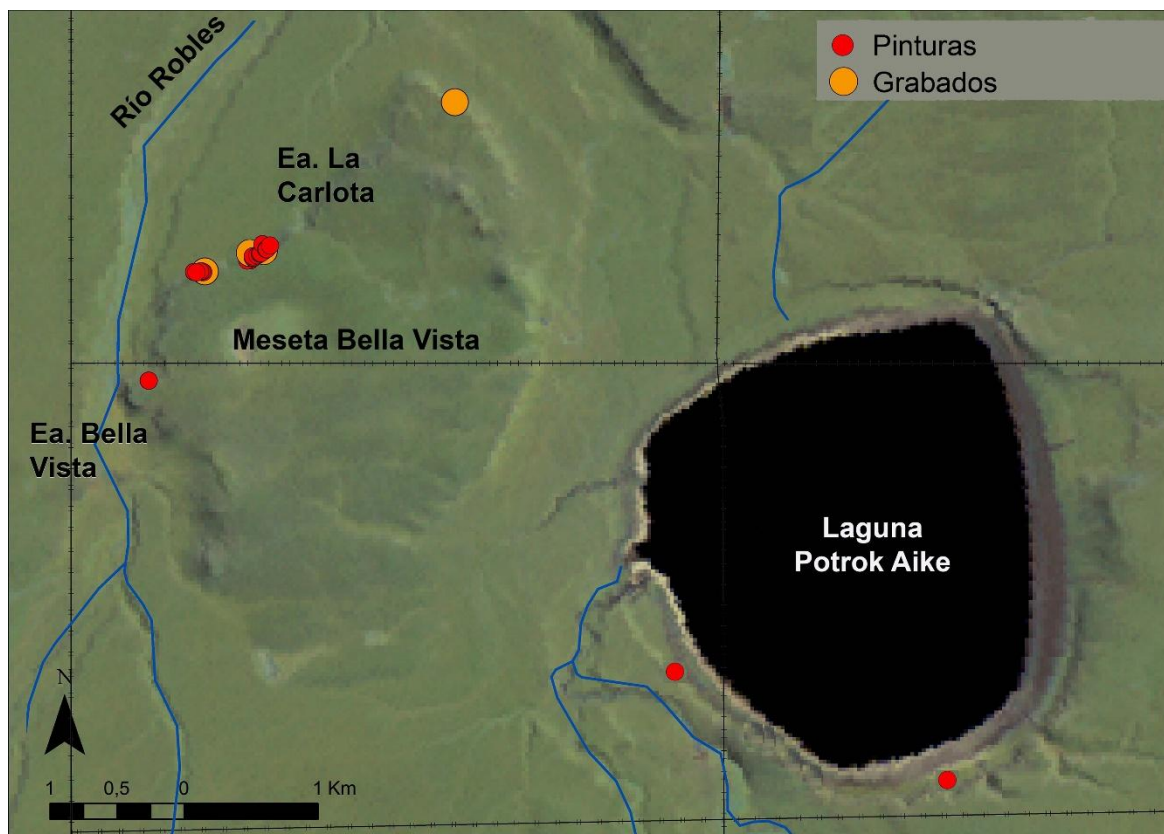 Pinturas
Grabados
Río Robles
Ea. La
Carlota
Meseta Bella Vista
Ea. Bella
Vista
Laguna
Potrok Aike
N
1 0,5 0 1 Km